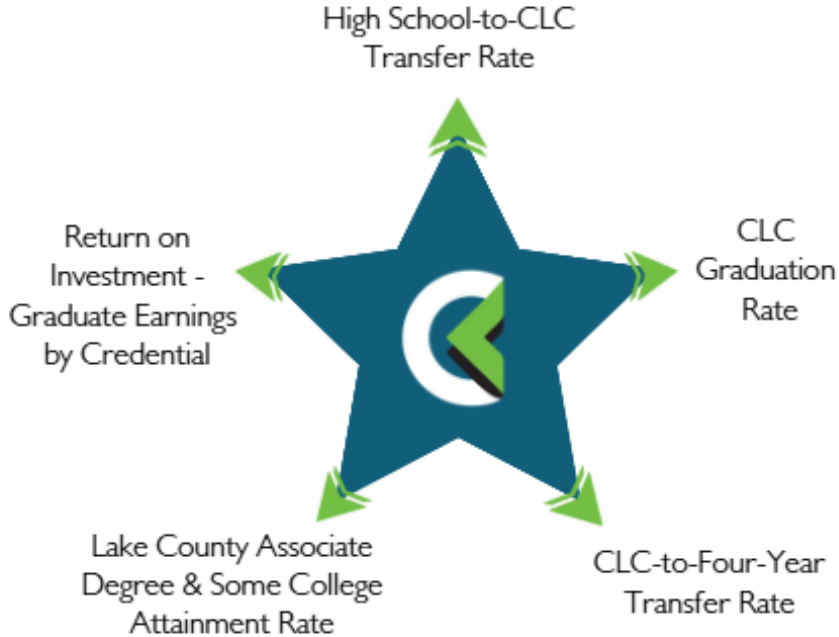 High School-to-CLC
Transfer Rate
CLC
Graduation
Rate
CLC-to-Four-Year
Transfer Rate
Lake County Associate
Degree & Some College
Attainment Rate
Return on
Investment -
Graduate Earnings
by Credential